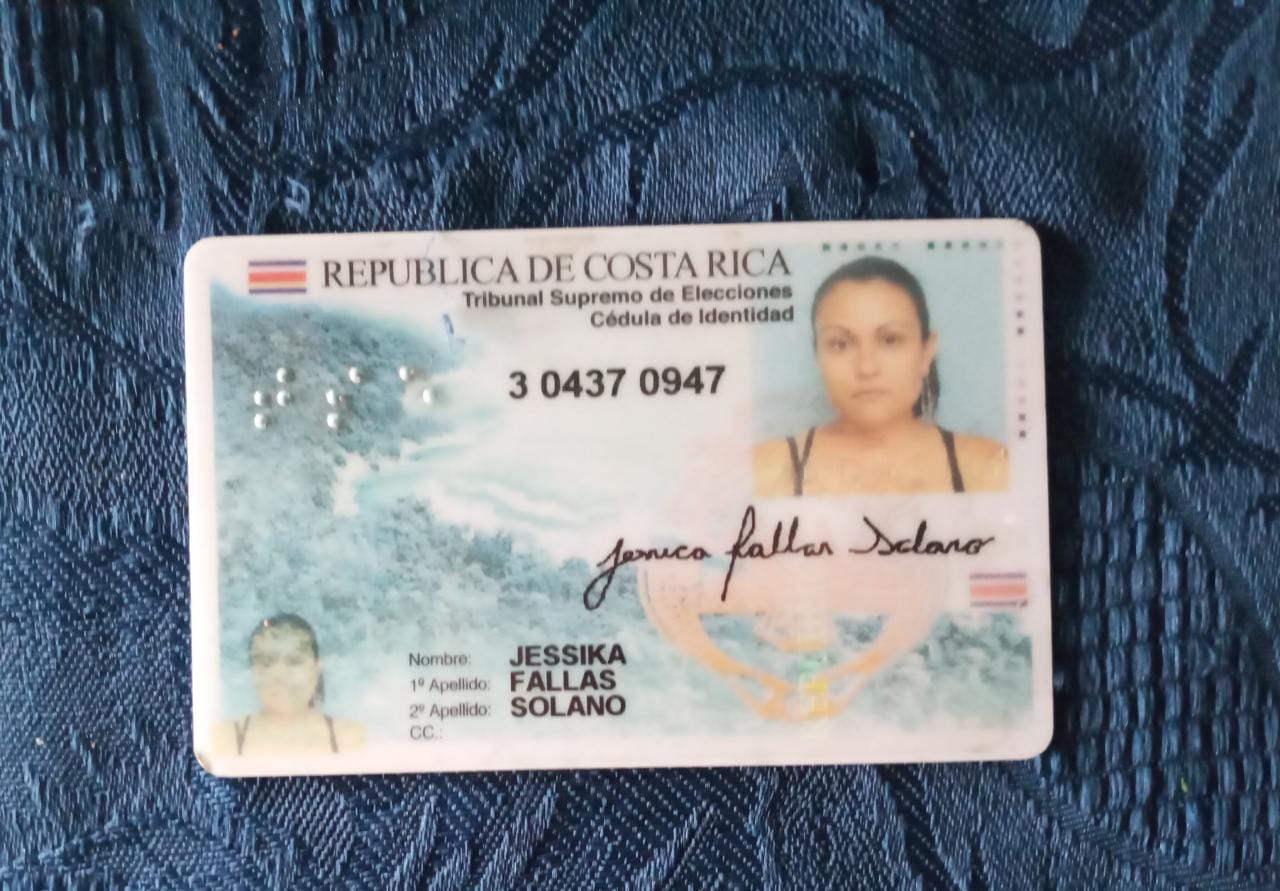 REPUBLICA DE COSTA RICA
Tribunal Supremo de Elecciones
Cédula de Identidad
3 0437 0947
Jessica Fallas Solano
Nombre: JESSIKA
1º Apellido: FALLAS
2º Apellido: SOLANO
CC.: